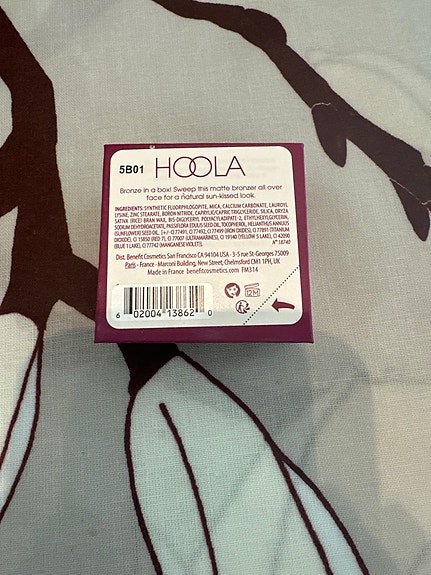 5B01 HOOLA
Bronze in a box! Sweep this matte bronzer all over
face for a natural sun-kissed look.
INGREDIENTS: SYNTHETIC FLUORPHLOGOPITE, MICA, CALCIUM CARBONATE, LAUROYL
LYSINE, ZINC STEARATE, BORON NITRIDE, CAPRYLIC/CAPRIC TRIGLYCERIDE, SILICA, ORYZA
SATIVA (RICE) BRAN WAX, BIS-DIGLYCERYL POLYACYLADIPATE-2, ETHYLHEXYLGLYCERIN,
SODIUM DEHYDROACETATE, PASSIFLORA EDULIS SEED OIL, TOCOPHEROL, HELIANTHUS ANNUUS
(SUNFLOWER) SEED OIL, [+/- CI 77491, CI 77492, CI 77499 (IRON OXIDES), CI 77891 (TITANIUM
DIOXIDE), CI 15850 (RED 7), CI 77007 (ULTRAMARINES), CI 19140 (YELLOW 5 LAKE), CI 42090
(BLUE 1 LAKE), CI 77742 (MANGANESE VIOLET)]. N° 18740
Dist. Benefit Cosmetics San Francisco CA 94104 USA · 3-5 rue St-Georges 75009
Paris - France - Marconi Building, New Street, Chelmsford CM1 1PH, UK
Made in France benefitcosmetics.com FM314
12M
6 02004 13862 0